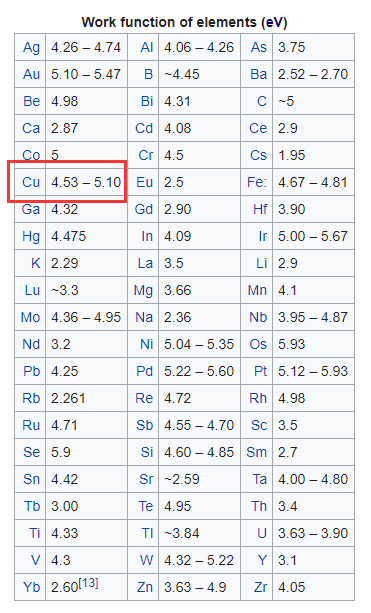 Work function of elements (eV)
Ag 4.26 – 4.74 Al 4.06 – 4.26 As 3.75
Au 5.10 – 5.47 B ~4.45 Ba 2.52 – 2.70
Be 4.98 Bi 4.31 C ~5
Ca 2.87 Cd 4.08 Ce 2.9
Co 5 Cr 4.5 Cs 1.95
Cu 4.53 – 5.10 Eu 2.5 Fe: 4.67 – 4.81
Ga 4.32 Gd 2.90 Hf 3.90
Hg 4.475 In 4.09 Ir 5.00 – 5.67
K 2.29 La 3.5 Li 2.9
Lu ~3.3 Mg 3.66 Mn 4.1
Mo 4.36 – 4.95 Na 2.36 Nb 3.95 – 4.87
Nd 3.2 Ni 5.04 – 5.35 Os 5.93
Pb 4.25 Pd 5.22 – 5.60 Pt 5.12 – 5.93
Rb 2.261 Re 4.72 Rh 4.98
Ru 4.71 Sb 4.55 – 4.70 Sc 3.5
Se 5.9 Si 4.60 – 4.85 Sm 2.7
Sn 4.42 Sr ~2.59 Ta 4.00 – 4.80
Tb 3.00 Te 4.95 Th 3.4
Ti 4.33 Tl ~3.84 U 3.63 – 3.90
V 4.3 W 4.32 – 5.22 Y 3.1
Yb 2.60[13] Zn 3.63 – 4.9 Zr 4.05